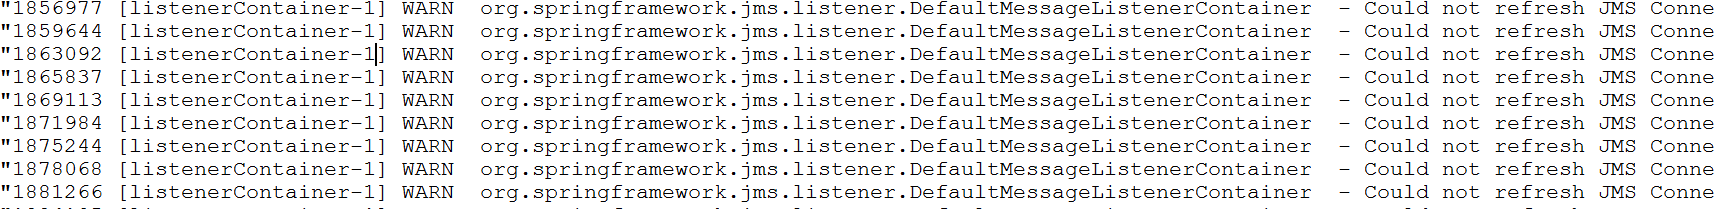 "1856977 [listenerContainer-1] WARN  org.springframework.jms.listener.DefaultMessageListenerContainer  - Could not refresh JMS Conne
"1859644 [listenerContainer-1] WARN  org.springframework.jms.listener.DefaultMessageListenerContainer  - Could not refresh JMS Conne
"1863092 [listenerContainer-1] WARN  org.springframework.jms.listener.DefaultMessageListenerContainer  - Could not refresh JMS Conne
"1865837 [listenerContainer-1] WARN  org.springframework.jms.listener.DefaultMessageListenerContainer  - Could not refresh JMS Conne
"1869113 [listenerContainer-1] WARN  org.springframework.jms.listener.DefaultMessageListenerContainer  - Could not refresh JMS Conne
"1871984 [listenerContainer-1] WARN  org.springframework.jms.listener.DefaultMessageListenerContainer  - Could not refresh JMS Conne
"1875244 [listenerContainer-1] WARN  org.springframework.jms.listener.DefaultMessageListenerContainer  - Could not refresh JMS Conne
"1878068 [listenerContainer-1] WARN  org.springframework.jms.listener.DefaultMessageListenerContainer  - Could not refresh JMS Conne
"1881266 [listenerContainer-1] WARN  org.springframework.jms.listener.DefaultMessageListenerContainer  - Could not refresh JMS Conne